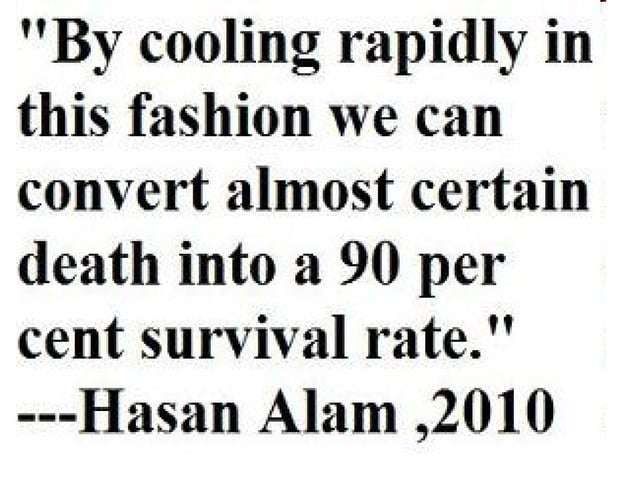 "By cooling rapidly in
this fashion we can
convert almost certain
death into a 90 per
cent survival rate."
---Hasan Alam ,2010